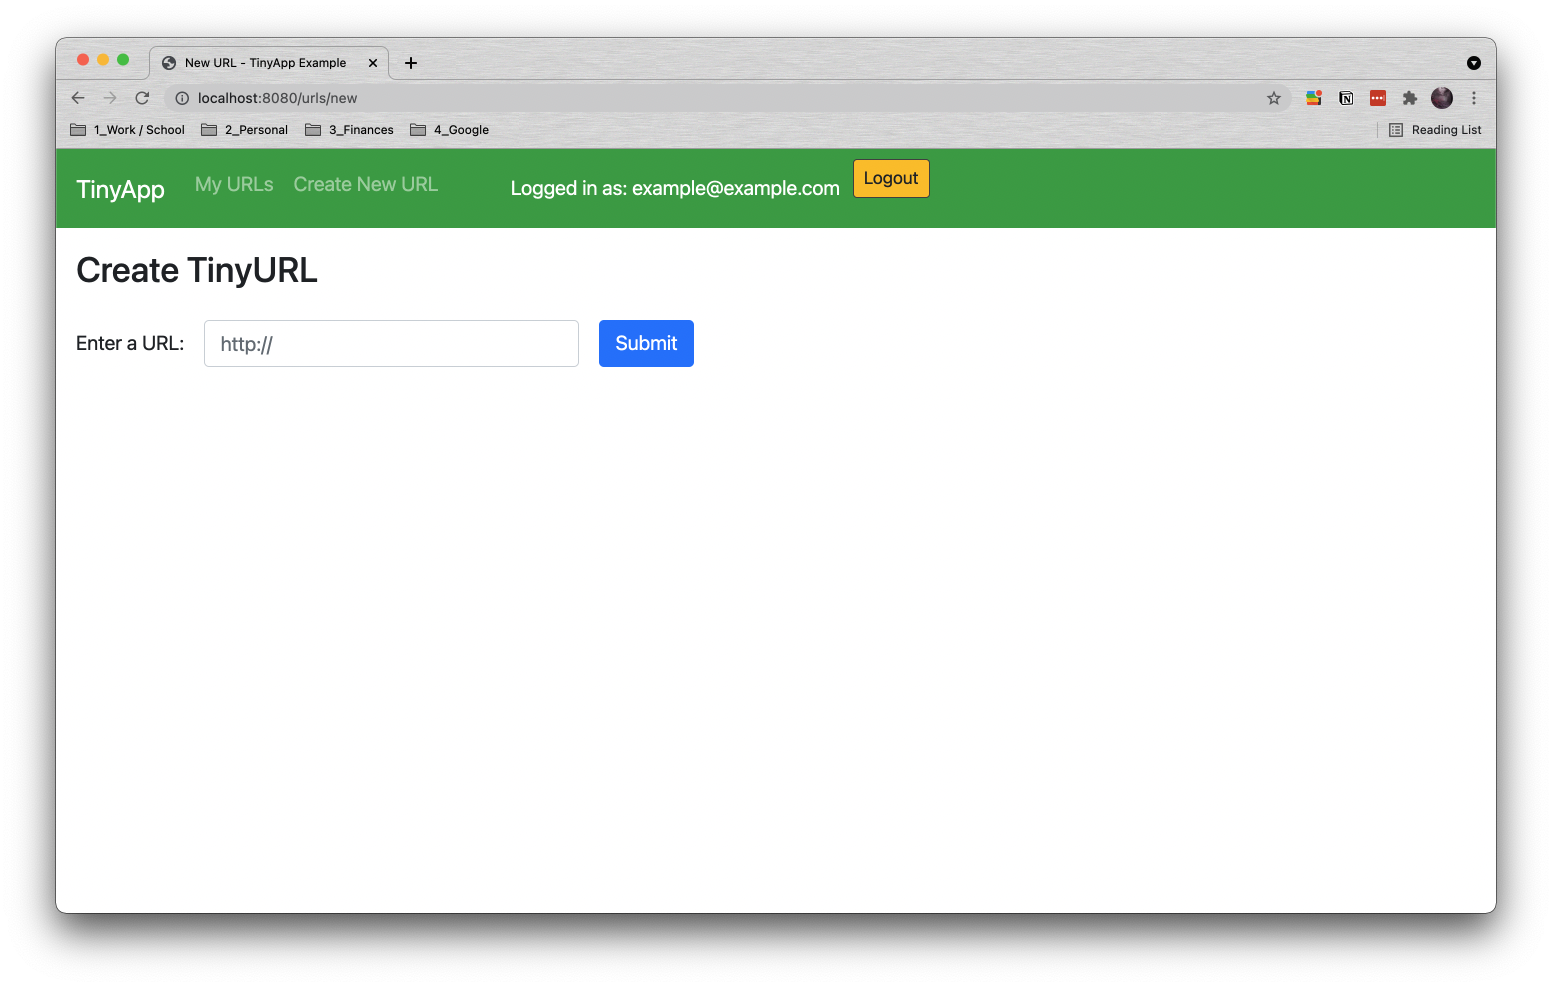 New URL - TinyApp Example
localhost:8080/urls/new
1_Work / School 2_Personal 3_Finances 4_Google Reading List
TinyApp My URLs Create New URL Logged in as: example@example.com Logout
Create TinyURL
Enter a URL: http:// Submit